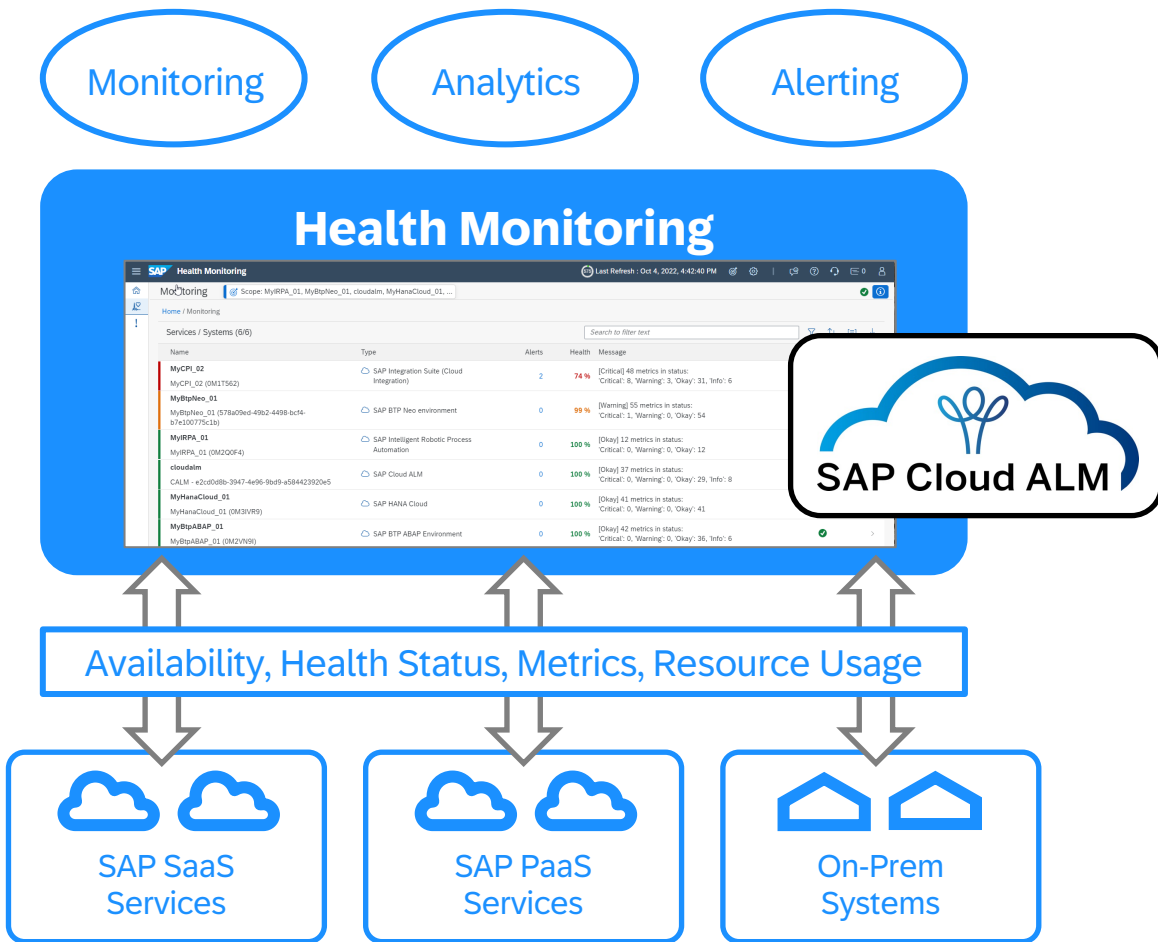 Monitoring
Analytics
Alerting
Health Monitoring
SAP Health Monitoring
Last Refresh : Oct 4, 2022, 4:42:40 PM
0
Scope: MyIRPA_01, MyBtpNeo_01, cloudalm, MyHanaCloud_01, ...
Home / Monitoring
Services / Systems (6/6)
Search to filter text
Name Type Alerts Health Message
MyCPI_02
MyCPI_02 (0M1T562)
SAP Integration Suite (Cloud
Integration)
2
74 %
[Critical] 48 metrics in status:
'Critical': 8, 'Warning': 3, 'Okay': 31, 'Info': 6
MyBtpNeo_01
MyBtpNeo_01 (578a09ed-49b2-4498-bcf4-
b7e100775c1b)
SAP BTP Neo environment
0
99 %
[Warning] 55 metrics in status:
'Critical': 1, 'Warning': 0, 'Okay': 54
MyIRPA_01
MyIRPA_01 (0M2Q0F4)
SAP Intelligent Robotic Process
Automation
0
100 %
[Okay] 12 metrics in status:
'Critical': 0, 'Warning': 0, 'Okay': 12
cloudalm
CALM - e2cd0d8b-3947-4e96-9bd9-a584423920e5
SAP Cloud ALM
0
100 %
[Okay] 37 metrics in status:
'Critical': 0, 'Warning': 0, 'Okay': 29, 'Info': 8
MyHanaCloud_01
MyHanaCloud_01 (0M3IVR9)
SAP HANA Cloud
0
100 %
[Okay] 41 metrics in status:
'Critical': 0, 'Warning': 0, 'Okay': 41
MyBtpABAP_01
MyBtpABAP_01 (0M2VN9I)
SAP BTP ABAP Environment
0
100 %
[Okay] 42 metrics in status:
'Critical': 0, 'Warning': 0, 'Okay': 36, 'Info': 6
SAP Cloud ALM
Availability, Health Status, Metrics, Resource Usage
SAP SaaS
Services
SAP PaaS
Services
On-Prem
Systems